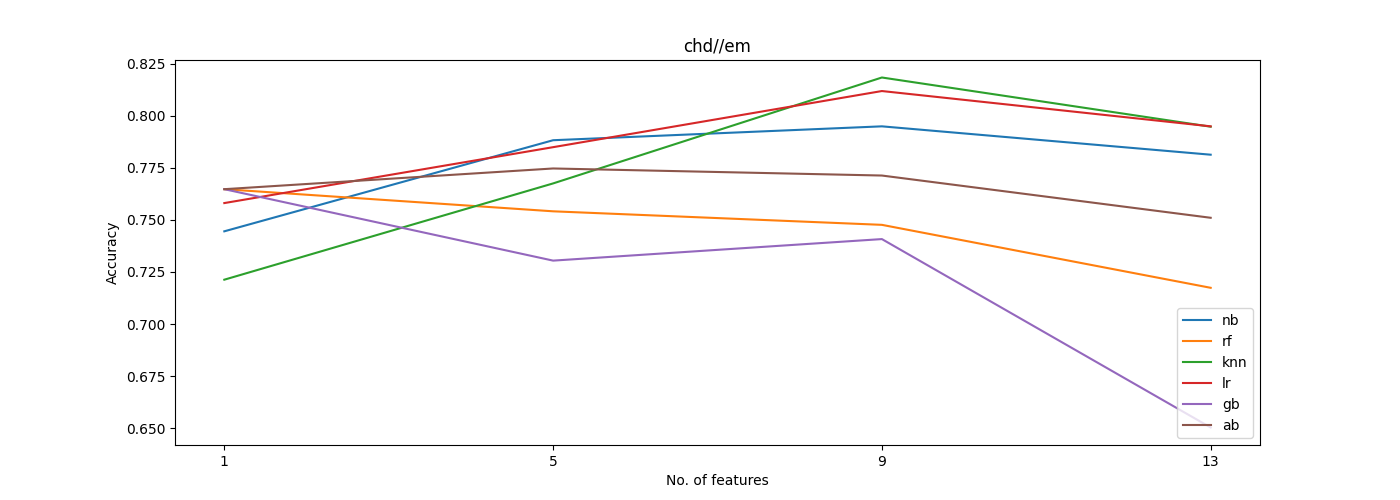 chd//em
0.825
0.800
0.775
0.750
0.725
0.700
0.675
0.650
Accuracy
1 5 9 13
No. of features
nb
rf
knn
lr
gb
ab